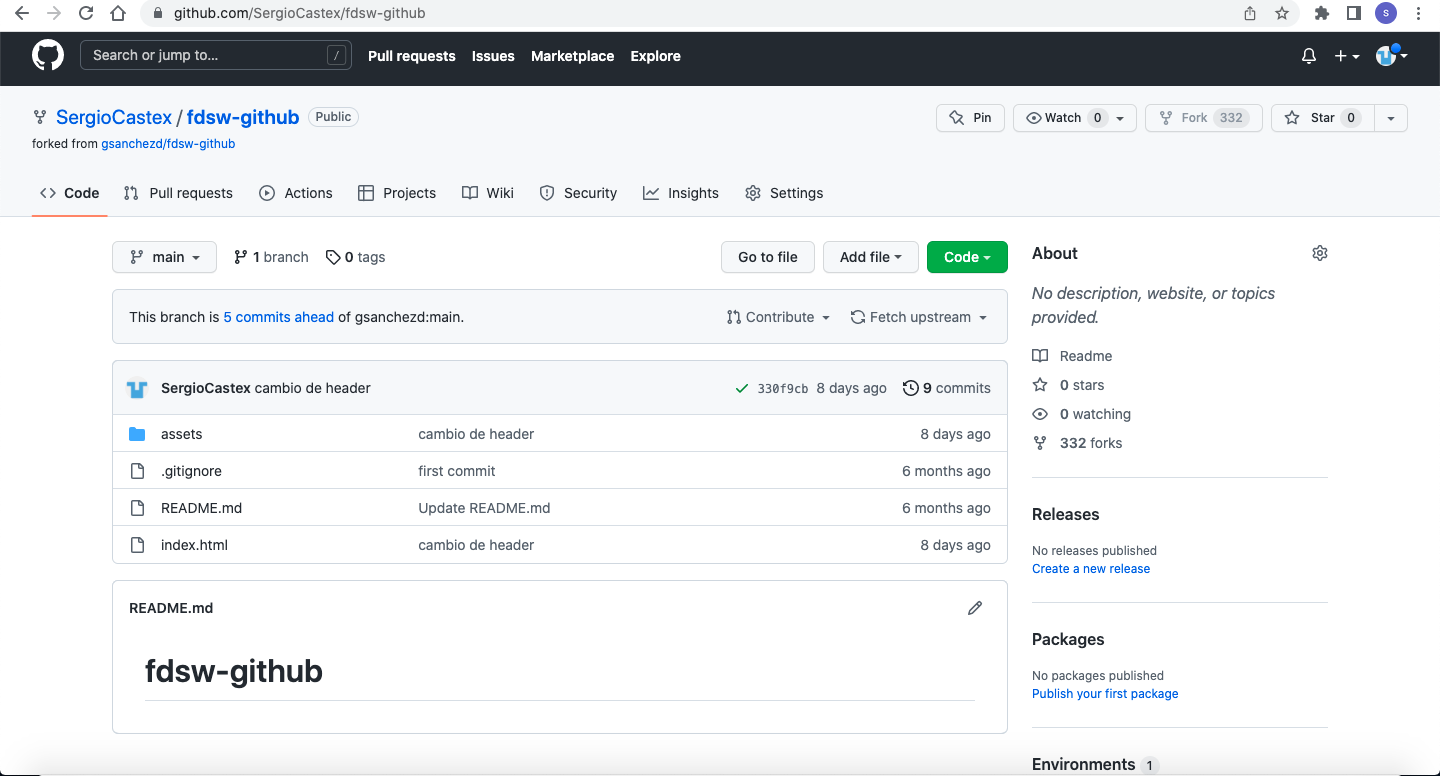 github.com/SergioCastex/fdsw-github
S
Search or jump to... / Pull requests Issues Marketplace Explore
SergioCastex / fdsw-github Public
Pin Watch 0 Fork 332 Star 0
forked from gsanchezd/fdsw-github
Code Pull requests Actions Projects Wiki Security Insights Settings
main 1 branch 0 tags Go to file Add file Code
This branch is 5 commits ahead of gsanchezd:main. Contribute Fetch upstream
SergioCastex cambio de header 330f9cb 8 days ago 9 commits
assets cambio de header 8 days ago
.gitignore first commit 6 months ago
README.md Update README.md 6 months ago
index.html cambio de header 8 days ago
README.md
fdsw-github
About
No description, website, or topics
provided.
Readme
0 stars
0 watching
332 forks
Releases
No releases published
Create a new release
Packages
No packages published
Publish your first package
Environments 1